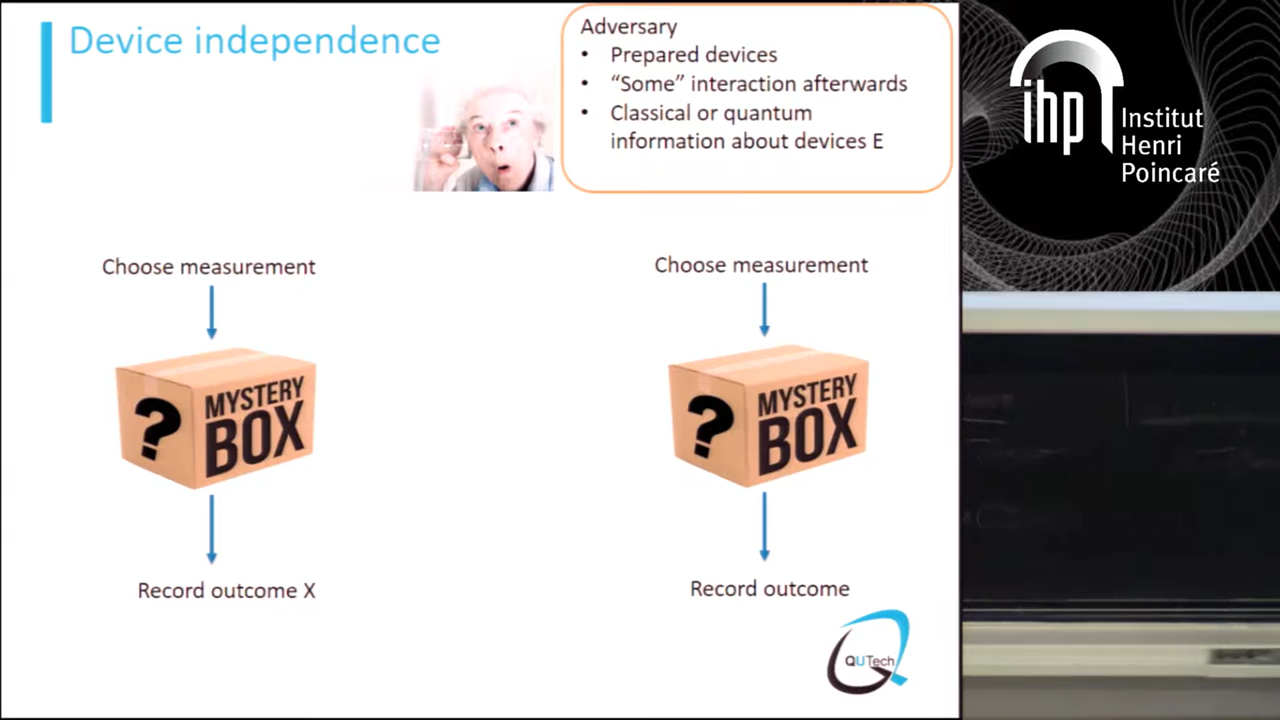 Device independence
Adversary
• Prepared devices
• “Some” interaction afterwards
• Classical or quantum
information about devices E
ihp
Institut
Henri
Poincaré
Choose measurement
Choose measurement
?
MYSTERY
BOX
?
MYSTERY
BOX
Record outcome X
Record outcome
QUTech